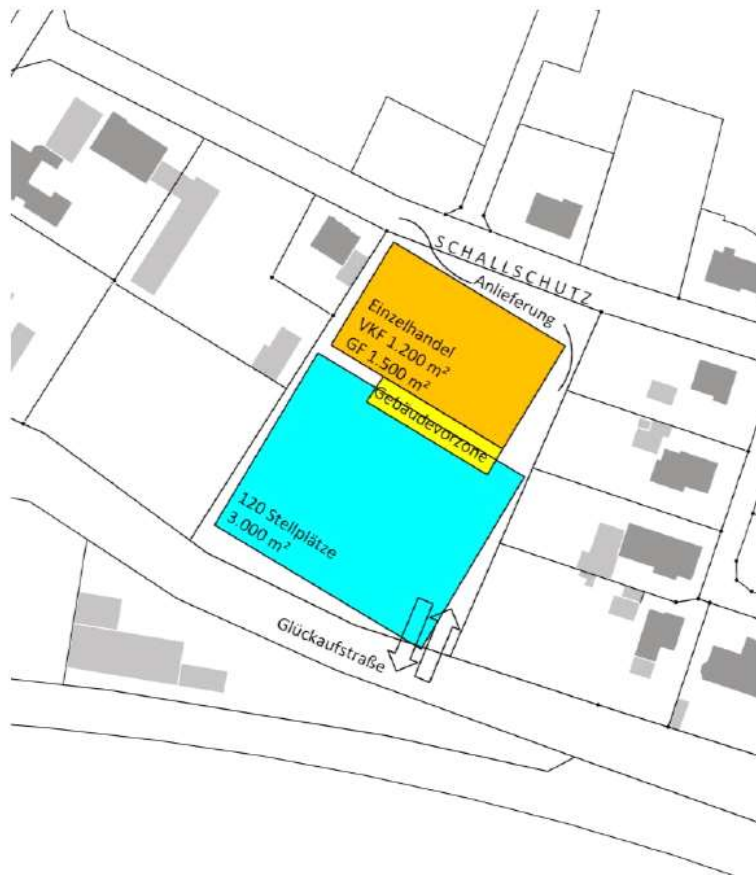 SCHALLSCHUTZ
Anlieferung
Einzelhandel
VKF 1.200 m²
GF 1.500 m²
Gebäudevorzone
120 Stellplätze
3.000 m²
Glückaufstraße